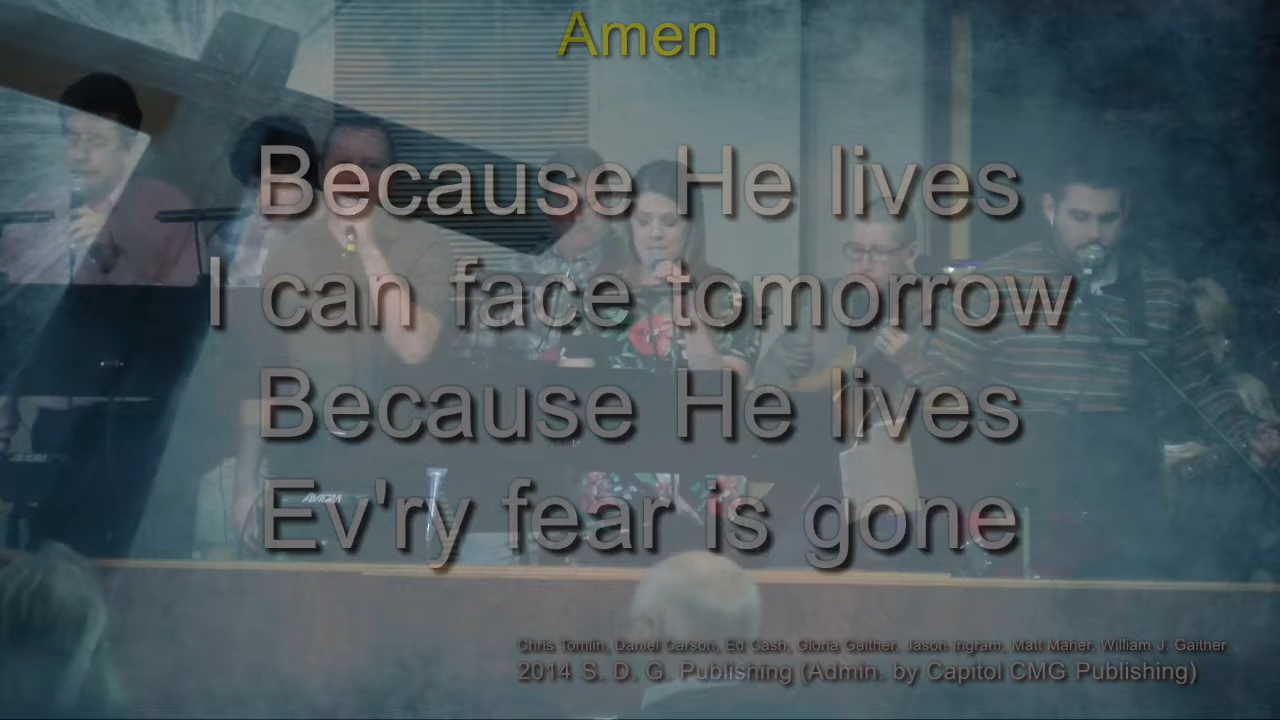 Amen
Because He lives
I can face tomorrow
Because He lives
Ev'ry fear is gone
AVIOM
Chris Tomlin, Daniel Carson, Ed Cash, Gloria Gaither, Jason Ingram, Matt Maher, William J. Gaither
2014 S. D. G. Publishing (Admin. by Capitol CMG Publishing)